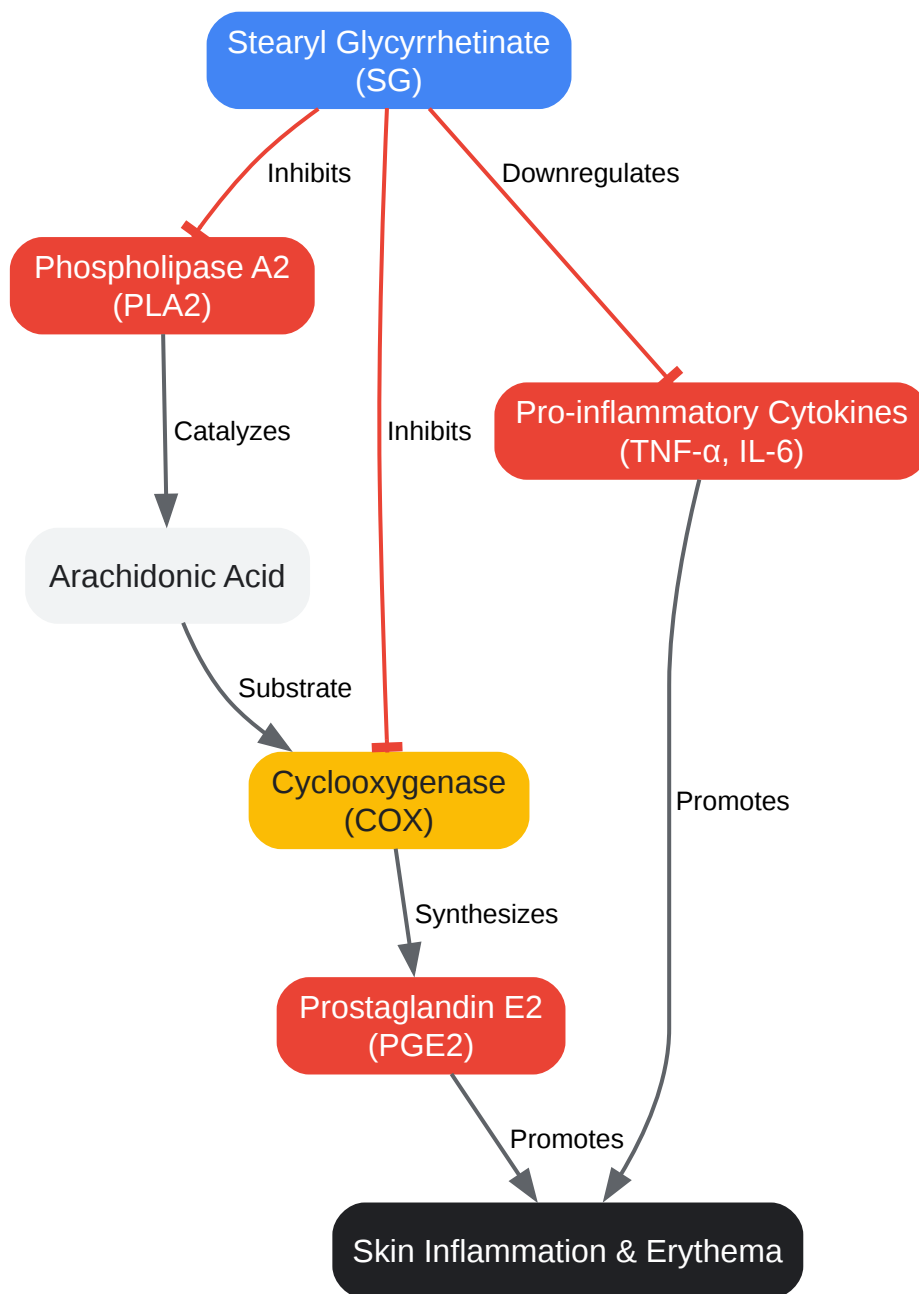 Stearyl Glycyrrhetinate
(SG)
Inhibits
Downregulates
Phospholipase A2
(PLA2)
Catalyzes
Inhibits
Pro-inflammatory Cytokines
(TNF-α, IL-6)
Arachidonic Acid
Substrate
Cyclooxygenase
(COX)
Promotes
Synthesizes
Prostaglandin E2
(PGE2)
Promotes
Skin Inflammation & Erythema